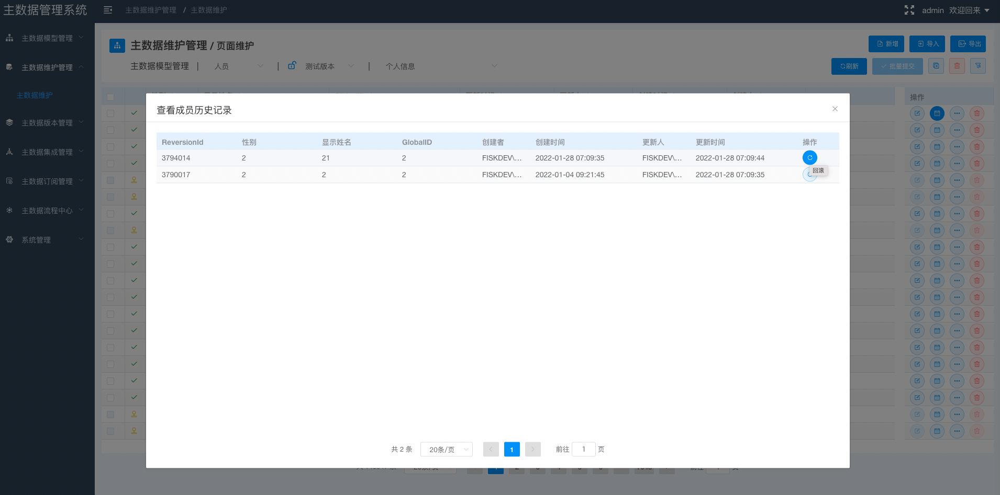 主数据管理系统
主数据维护管理 / 主数据维护
admin 欢迎回来
主数据模型管理
主数据维护管理
主数据维护
主数据版本管理
主数据集成管理
主数据订阅管理
主数据流程中心
系统管理
主数据维护管理 / 页面维护
新增
导入
导出
主数据模型管理 | 人员 | 测试版本 | 个人信息
刷新
批量提交
操作
查看成员历史记录
ReversionId 性别 显示姓名 GlobalID 创建者 创建时间 更新人 更新时间 操作
3794014 2 21 2 FISKDEV\... 2022-01-28 07:09:35 FISKDEV\... 2022-01-28 07:09:44
3790017 2 2 2 FISKDEV\... 2022-01-04 09:21:45 FISKDEV\... 2022-01-28 07:09:35
回滚
共 2 条 20条/页 1 前往 1 页